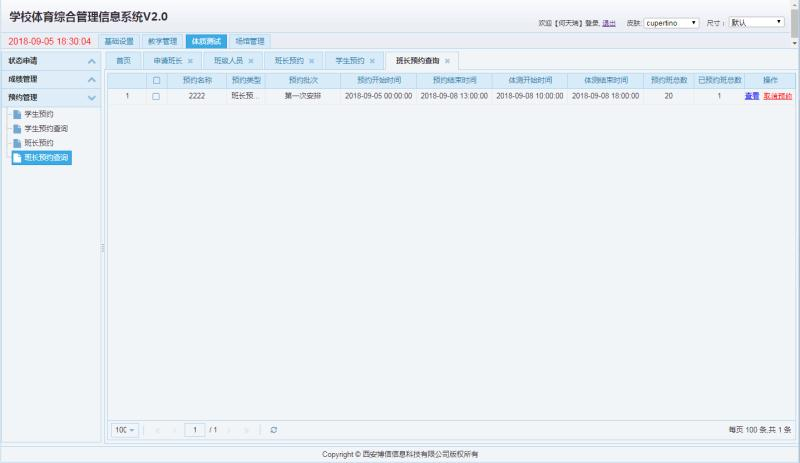 学校体育综合管理信息系统V2.0
欢迎【何天瑞】登录, 退出 皮肤: cupertino 尺寸： 默认
2018-09-05 16:30:04 基础设置 教学管理 体质测试 场馆管理
状态申请
成绩管理
预约管理
学生预约
学生预约查询
班长预约
班长预约查询
首页 申请班长 班级人员 班长预约 学生预约 班长预约查询
预约名称 预约类型 预约批次 预约开始时间 预约结束时间 体测开始时间 体测结束时间 预约班总数 已预约班总数 操作
1 2222 班长预... 第一次安排 2018-09-05 00:00:00 2018-09-08 13:00:00 2018-09-08 10:00:00 2018-09-08 18:00:00 20 1 查看 取消预约
100 1 / 1 每页 100 条,共 1 条
Copyright © 西安博信信息科技有限公司版权所有